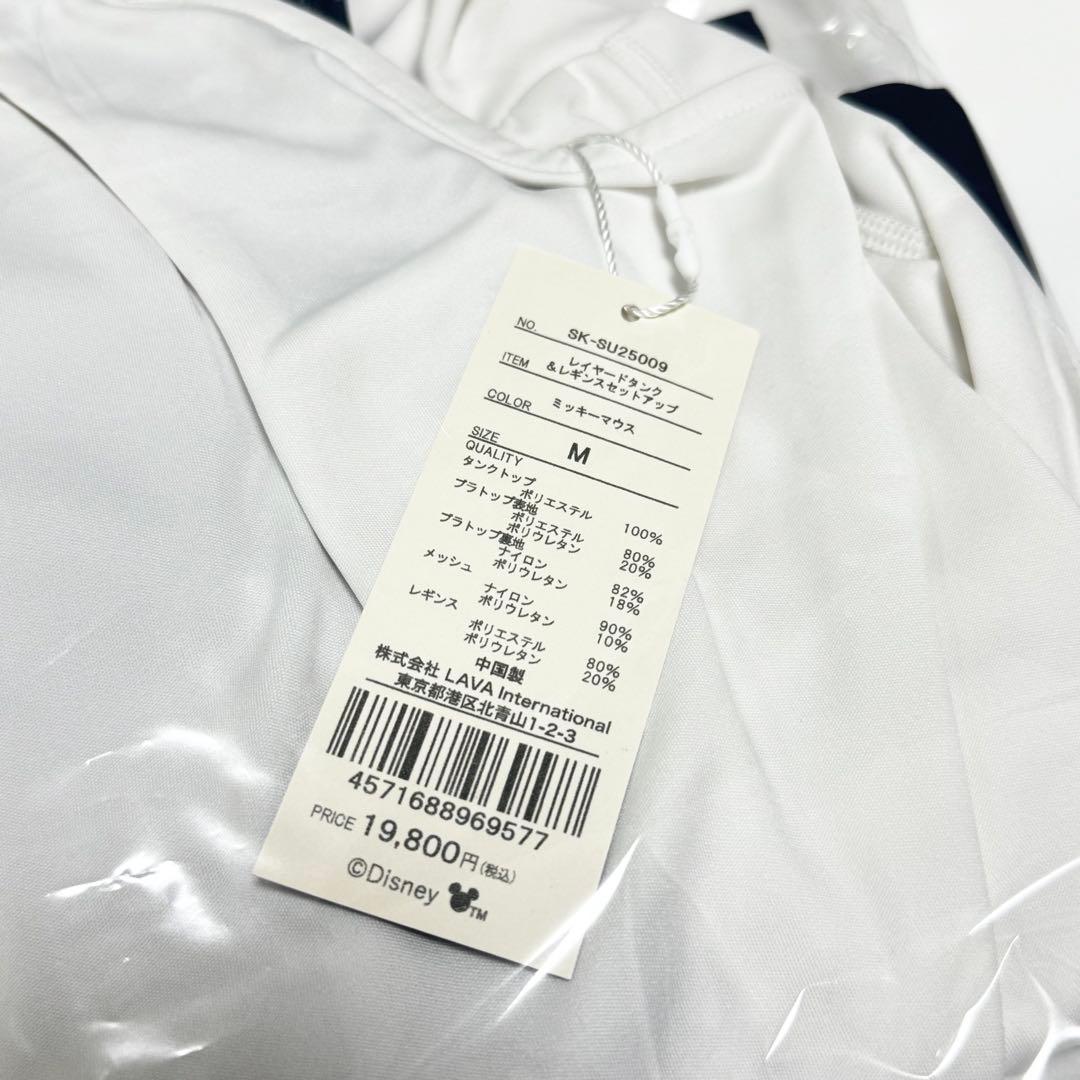 NO. SK-SU25009
ITEM レイヤードタンク
&レギンスセットアップ
COLOR ミッキーマウス
SIZE M
QUALITY
タンクトップ
ポリエステル 100%
ブラトップ表地
ポリエステル 80%
ポリウレタン 20%
ブラトップ裏地
ナイロン 82%
ポリウレタン 18%
メッシュ
ナイロン 90%
ポリウレタン 10%
レギンス
ポリエステル 80%
ポリウレタン 20%
中国製
株式会社 LAVA International
東京都港区北青山1-2-3
4571688969577
PRICE 19,800円(税込)
©Disney TM